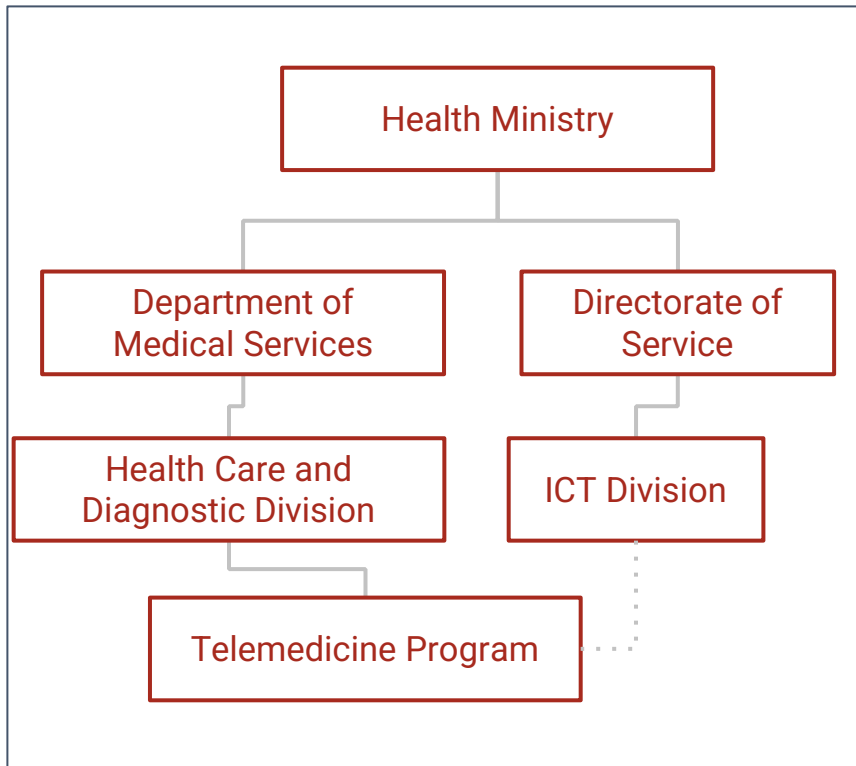 Health Ministry
Department of
Medical Services
Directorate of
Service
Health Care and
Diagnostic Division
ICT Division
Telemedicine Program